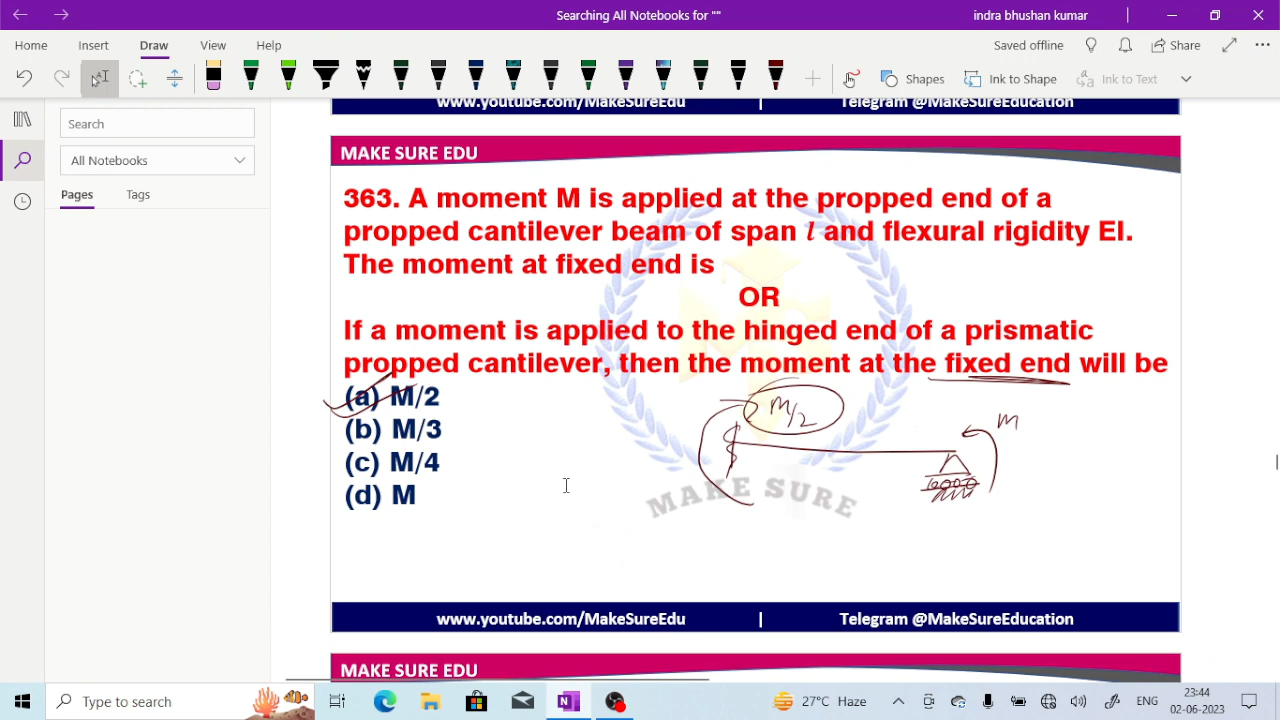 Searching All Notebooks for ""
indra bhushan kumar
Home Insert Draw View Help
Saved offline
Share
Shapes
Ink to Shape
Ink to Text
www.youtube.com/MakeSureEdu | Telegram @MakeSureEducation
Search
All Notebooks
Pages Tags
MAKE SURE EDU
363. A moment M is applied at the propped end of a
propped cantilever beam of span l and flexural rigidity EI.
The moment at fixed end is
OR
If a moment is applied to the hinged end of a prismatic
propped cantilever, then the moment at the fixed end will be
(a) M/2
(b) M/3
(c) M/4
(d) M
M/2
M
MAKE SURE
www.youtube.com/MakeSureEdu | Telegram @MakeSureEducation
MAKE SURE EDU
Type here to search
27°C Haze
ENG
23:44
02-06-2023